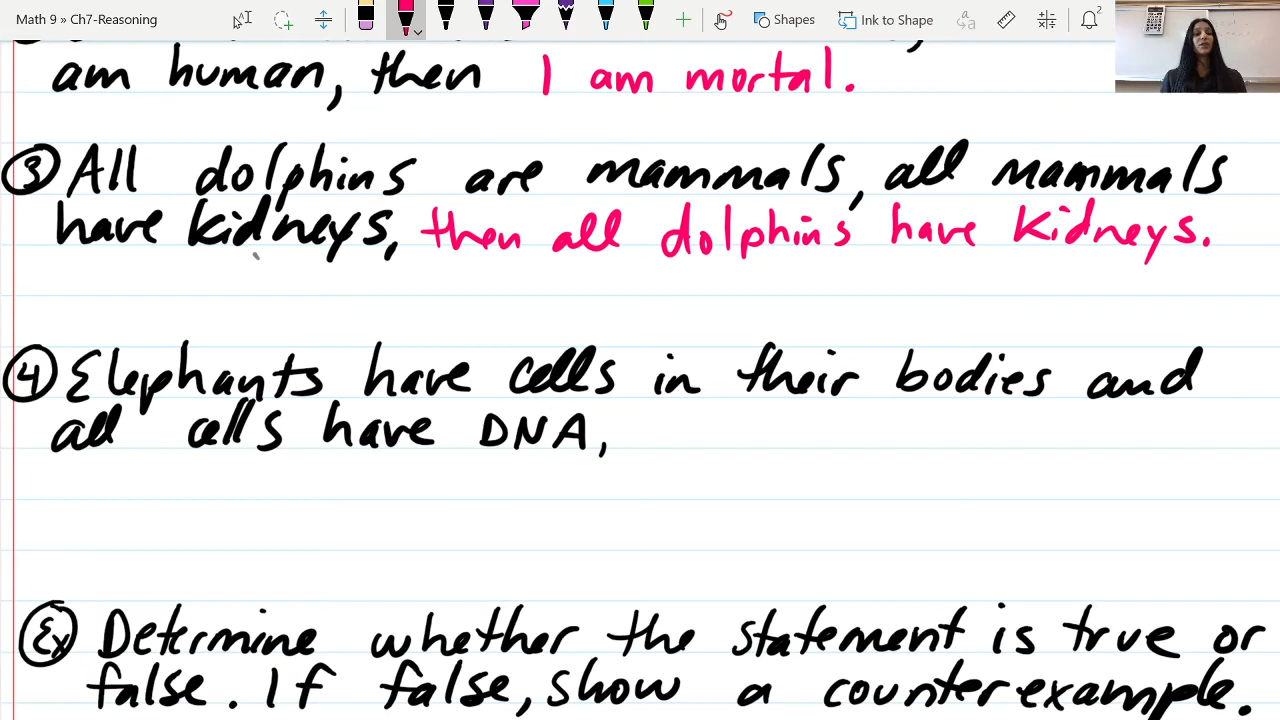 Math 9 » Ch7-Reasoning
Shapes
Ink to Shape
2
am human, then I am mortal.
3 All dolphins are mammals, all mammals
have kidneys, then all dolphins have kidneys.
4 Elephants have cells in their bodies and
all cells have DNA,
Ex Determine whether the statement is true or
false. If false, show a counterexample.